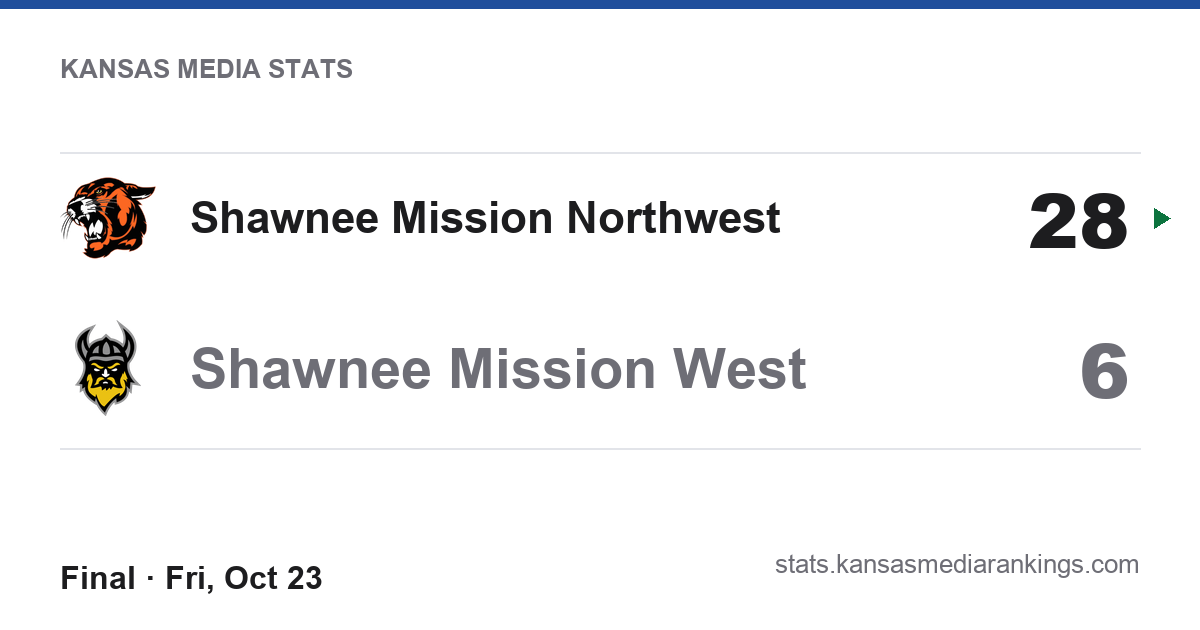 KANSAS MEDIA STATS
Shawnee Mission Northwest 28
Shawnee Mission West 6
Final · Fri, Oct 23
stats.kansasmediarankings.com